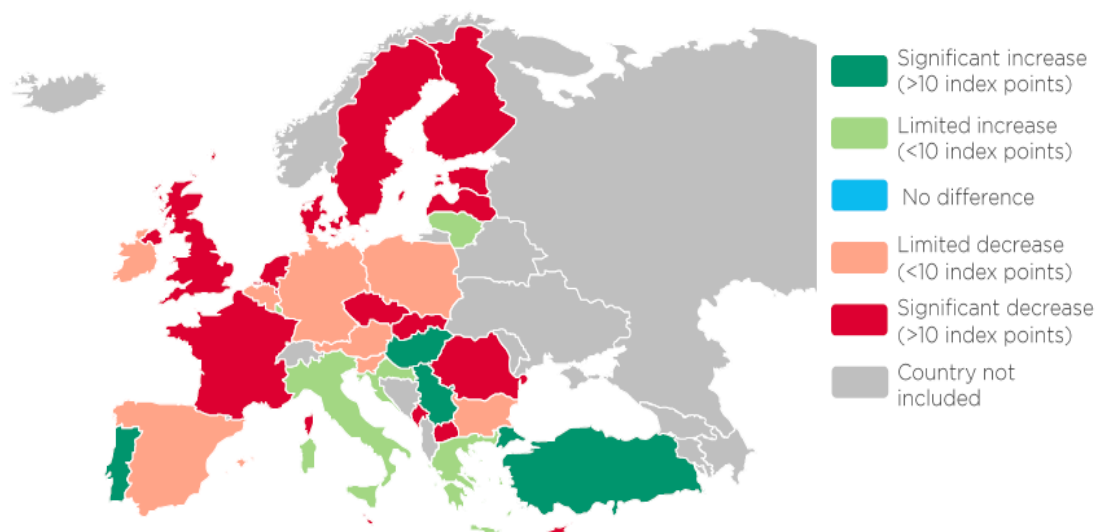 Significant increase
(>10 index points)
Limited increase
(<10 index points)
No difference
Limited decrease
(<10 index points)
Significant decrease
(>10 index points)
Country not
included